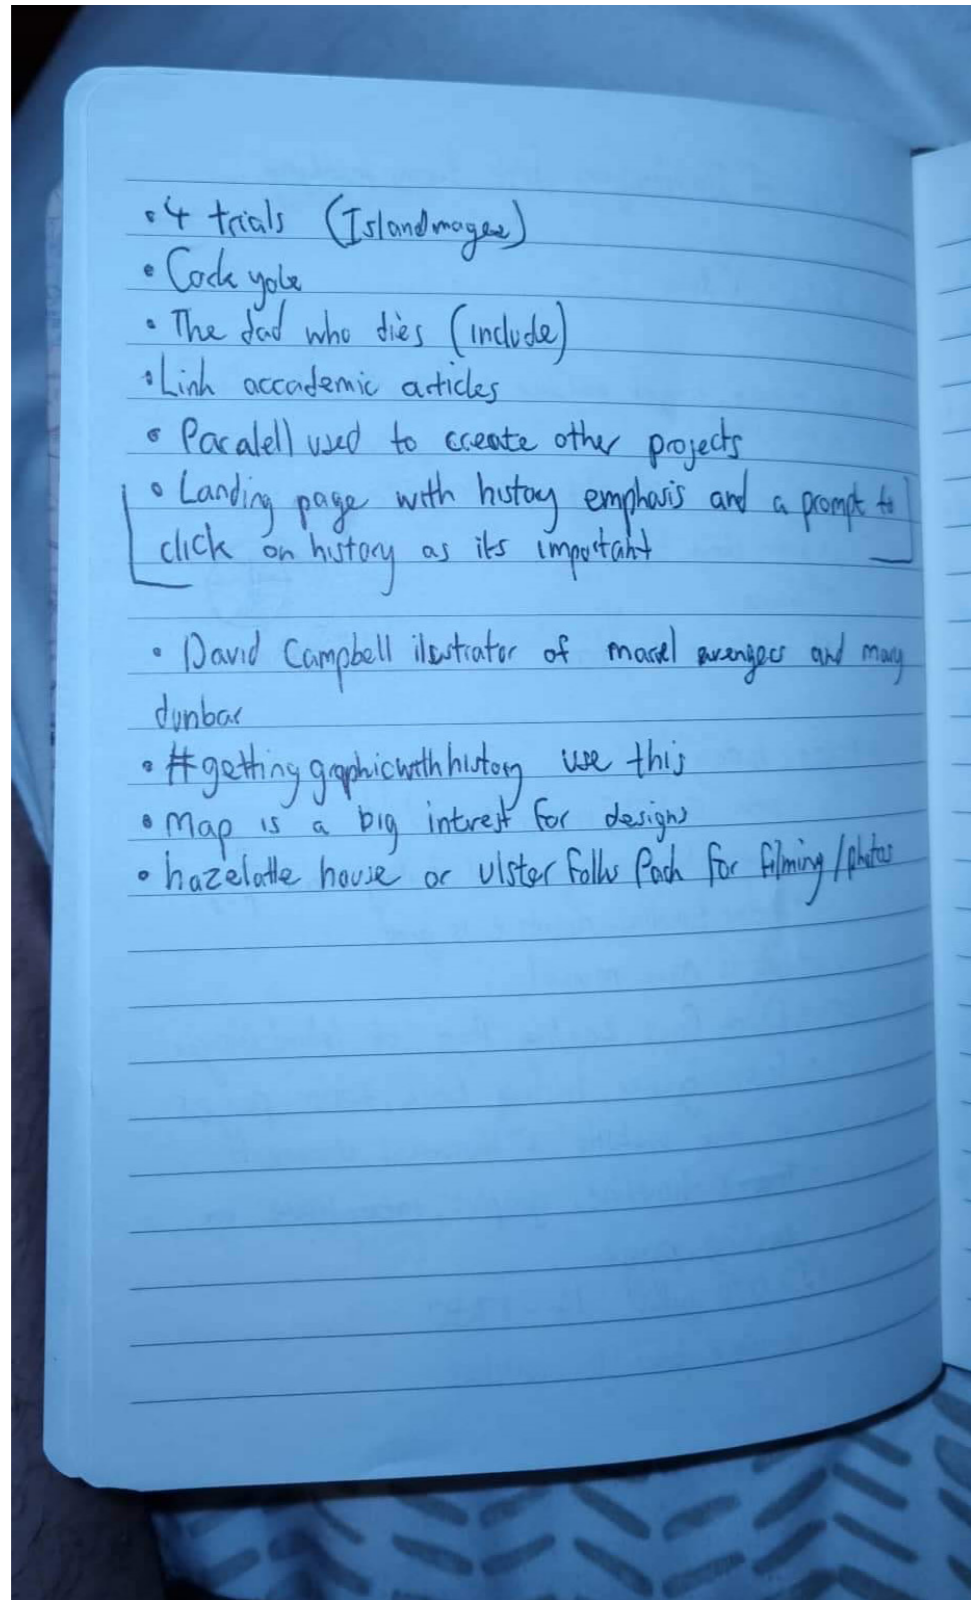 • 4 trials (Islandmagee)
• Cock yole
• The dad who dies (include)
• Link accademic articles
• Paralell used to create other projects
• Landing page with history emphasis and a prompt to
click on history as its important
• David Campbell ilustrator of marvel avengers and mary
dunbar
• #gettinggraphicwithhistory use this
• Map is a big intrest for designs
• house or Ulster Folks Park for filming/photos